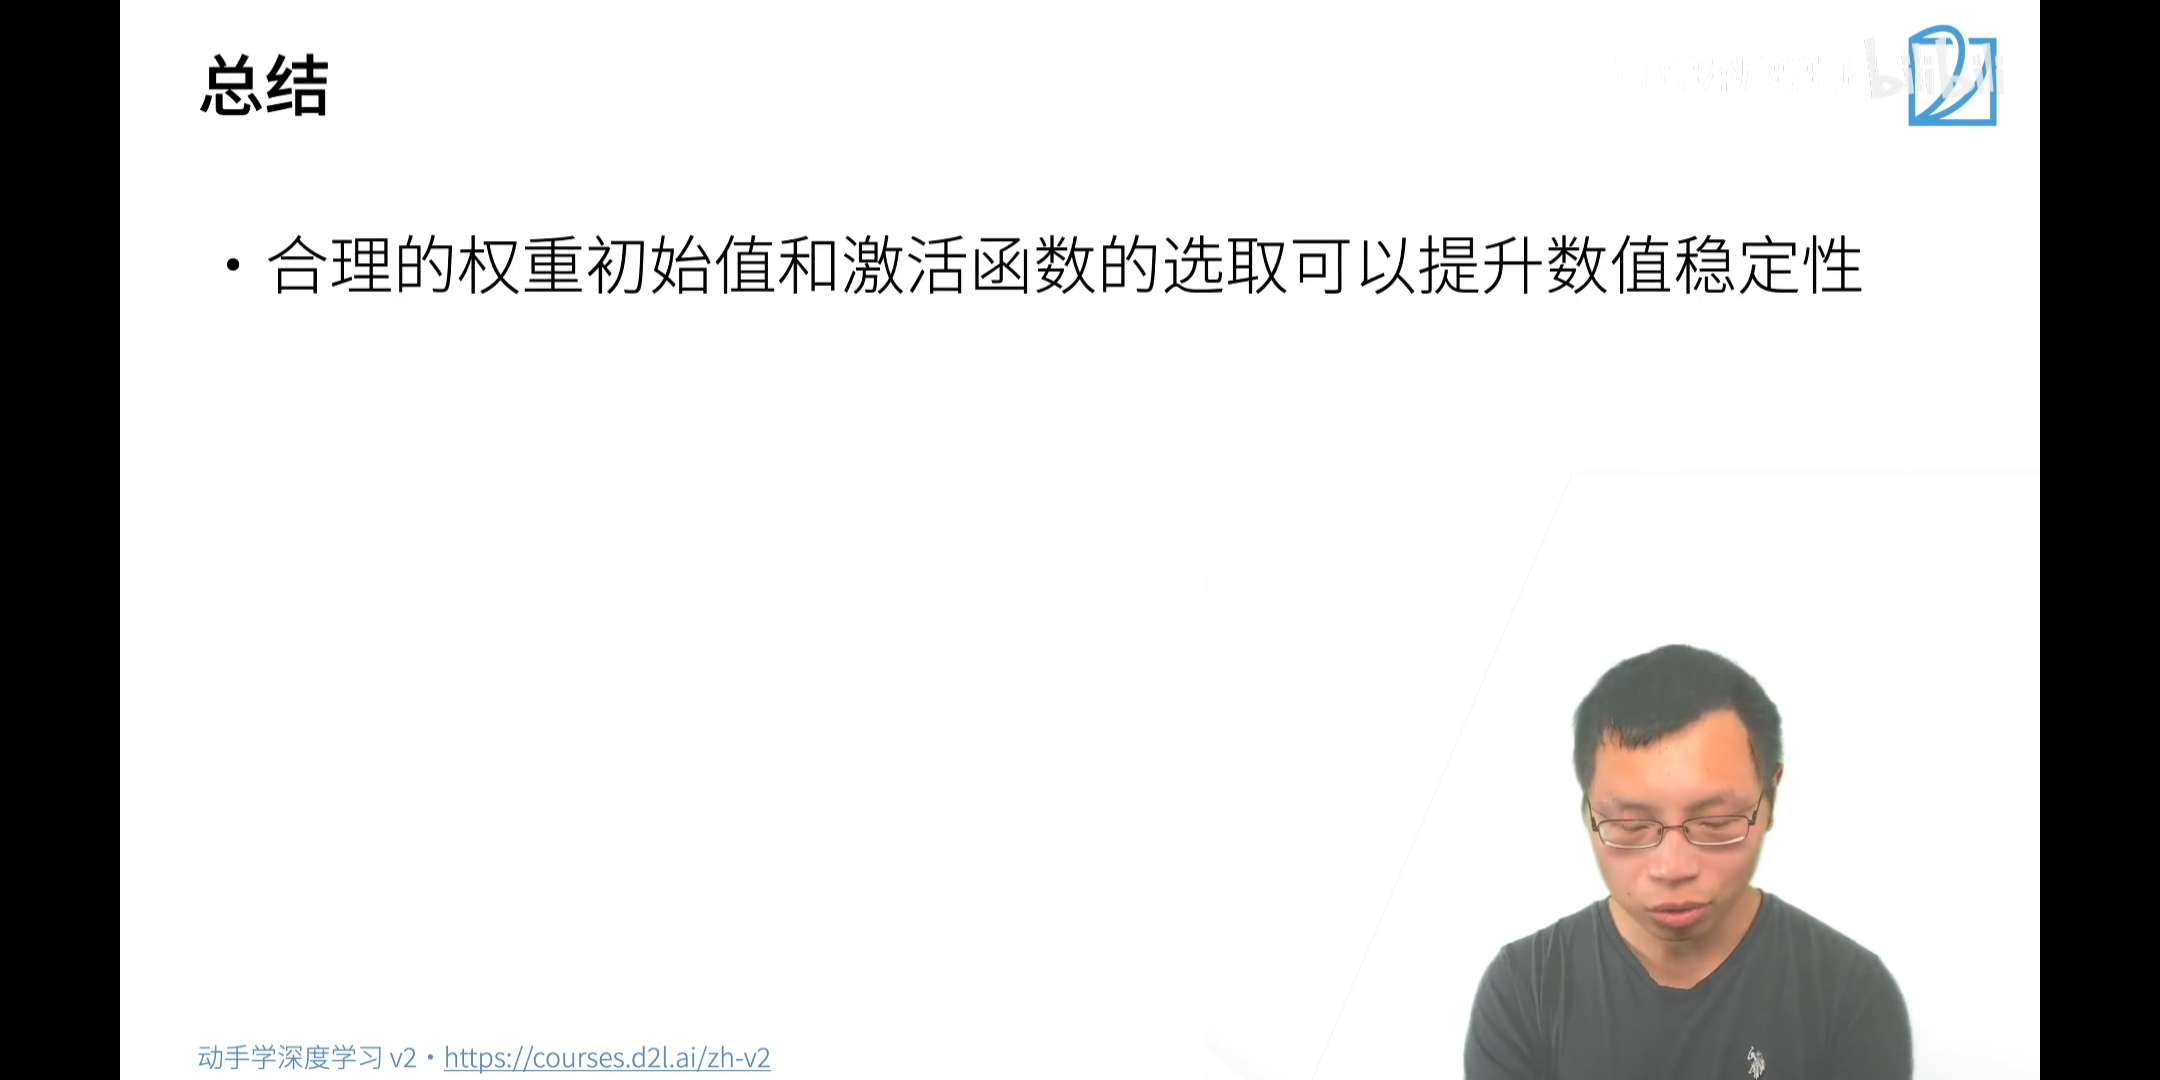 总结
bilibili
• 合理的权重初始值和激活函数的选取可以提升数值稳定性
动手学深度学习 v2 • https://courses.d2l.ai/zh-v2